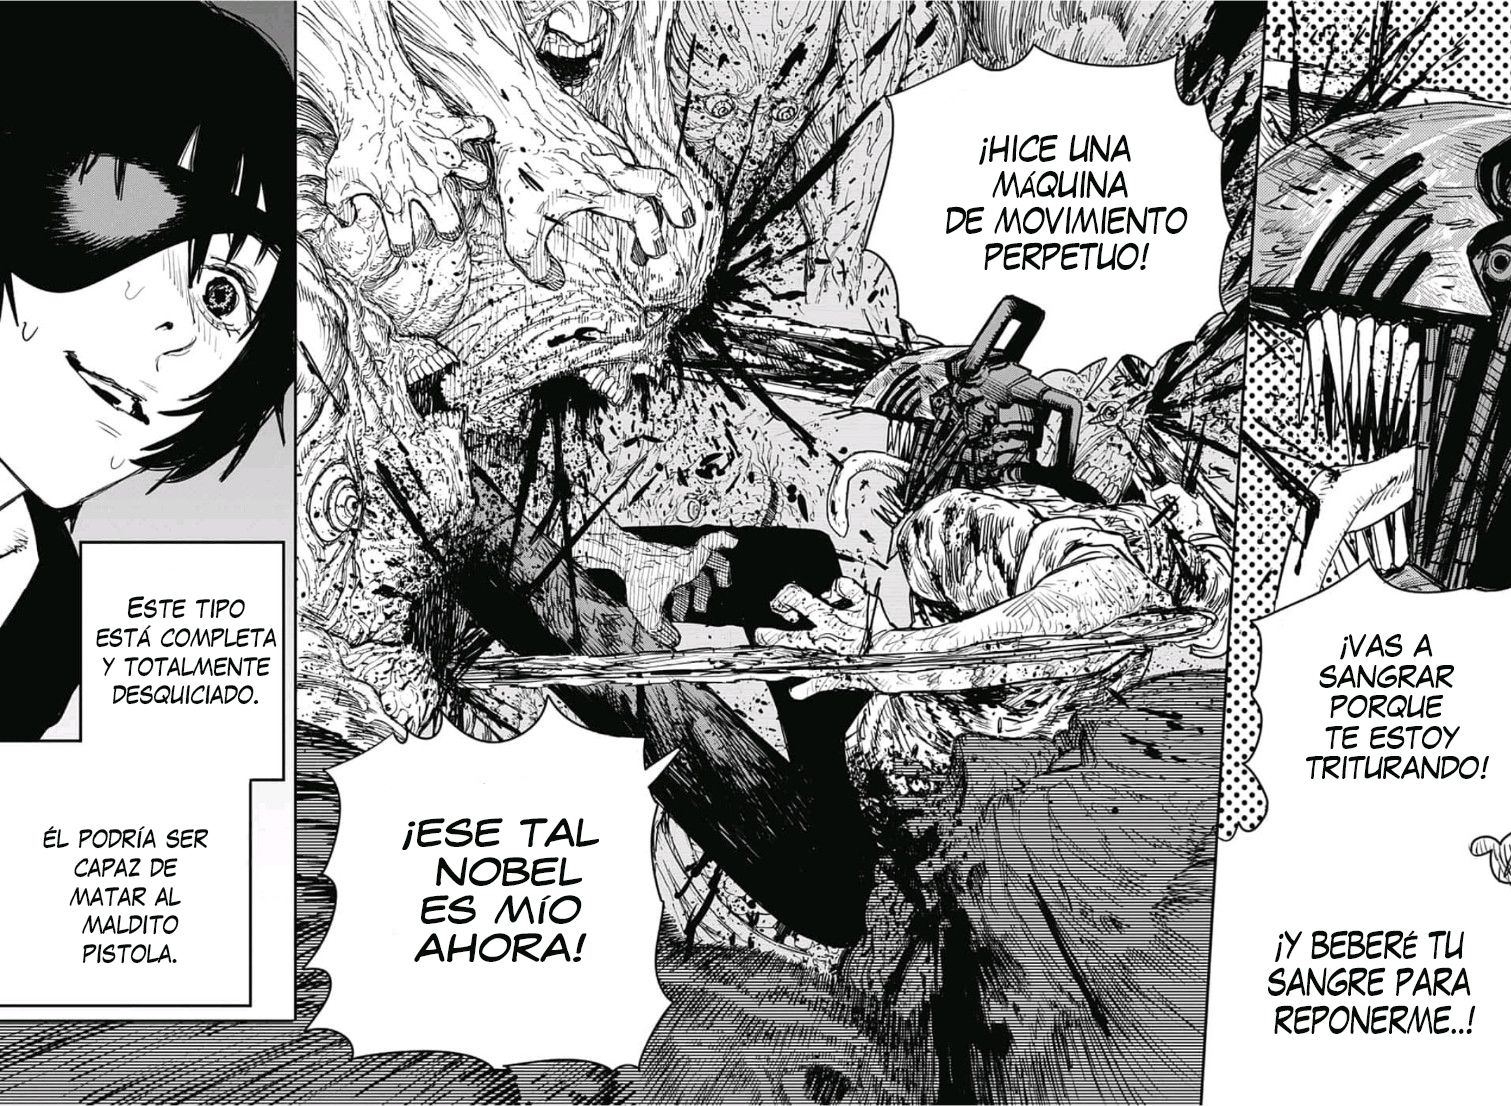 ¡VAS A
SANGRAR
PORQUE
TE ESTOY
TRITURANDO!
¡Y BEBERÉ TU
SANGRE PARA
REPONERME..!
¡HICE UNA
MÁQUINA
DE MOVIMIENTO
PERPETUO!
¡ESE TAL
NOBEL
ES MÍO
AHORA!
ESTE TIPO
ESTÁ COMPLETA
Y TOTALMENTE
DESQUICIADO.
ÉL PODRÍA SER
CAPAZ DE
MATAR AL
MALDITO
PISTOLA.